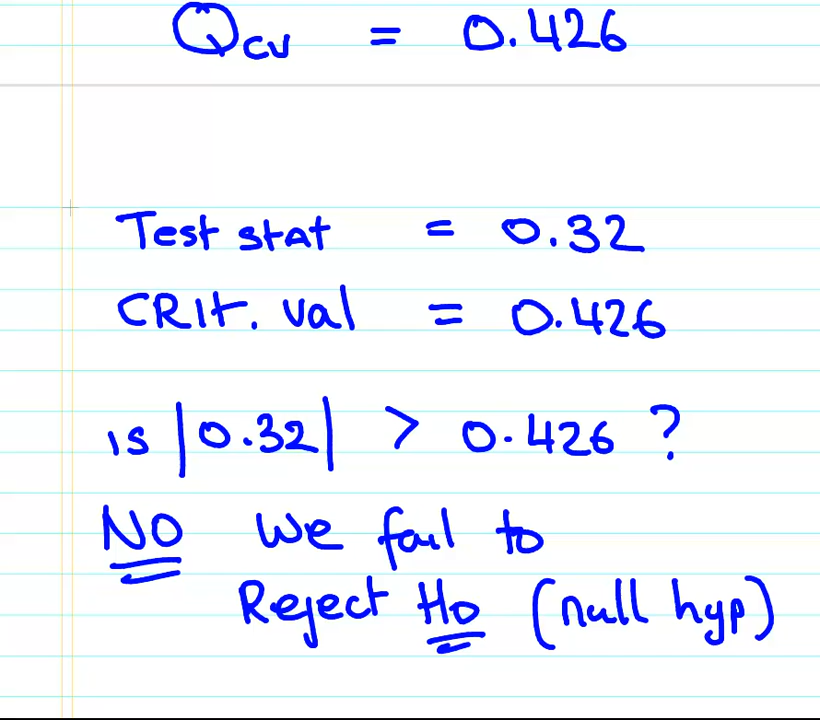 Qcv = 0.426
Test stat = 0.32
CRIt. val = 0.426
is |0.32| > 0.426 ?
NO We fail to
Reject Ho (null hyp)